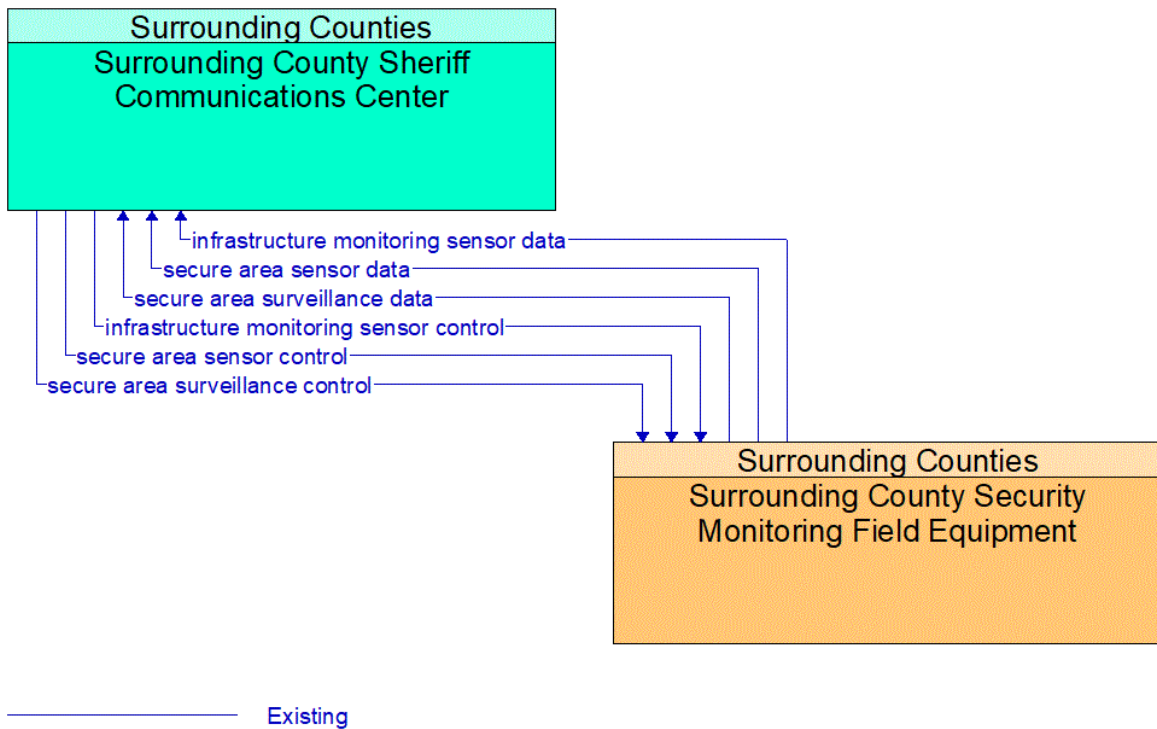 Surrounding Counties
Surrounding County Sheriff
Communications Center
infrastructure monitoring sensor data
secure area sensor data
secure area surveillance data
infrastructure monitoring sensor control
secure area sensor control
secure area surveillance control
Surrounding Counties
Surrounding County Security
Monitoring Field Equipment
Existing